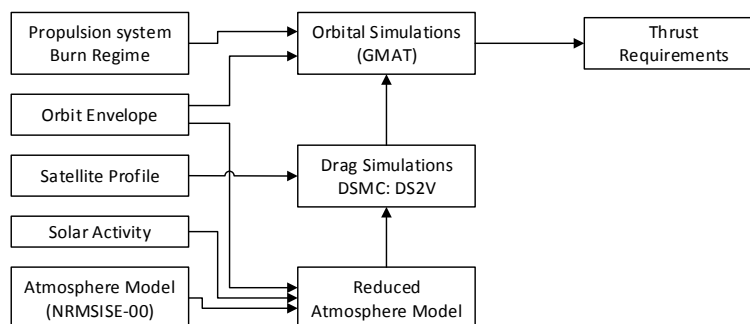 Propulsion system
Burn Regime
Orbital Simulations
(GMAT)
Thrust
Requirements
Orbit Envelope
Satellite Profile
Drag Simulations
DSMC: DS2V
Solar Activity
Atmosphere Model
(NRMSISE-00)
Reduced
Atmosphere Model